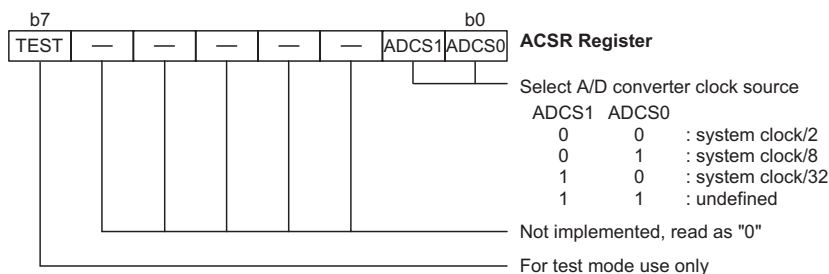 b7 b0
TEST — — — — — ADCS1 ADCS0 ACSR Register
Select A/D converter clock source
ADCS1 ADCS0
0 0 : system clock/2
0 1 : system clock/8
1 0 : system clock/32
1 1 : undefined
Not implemented, read as "0"
For test mode use only